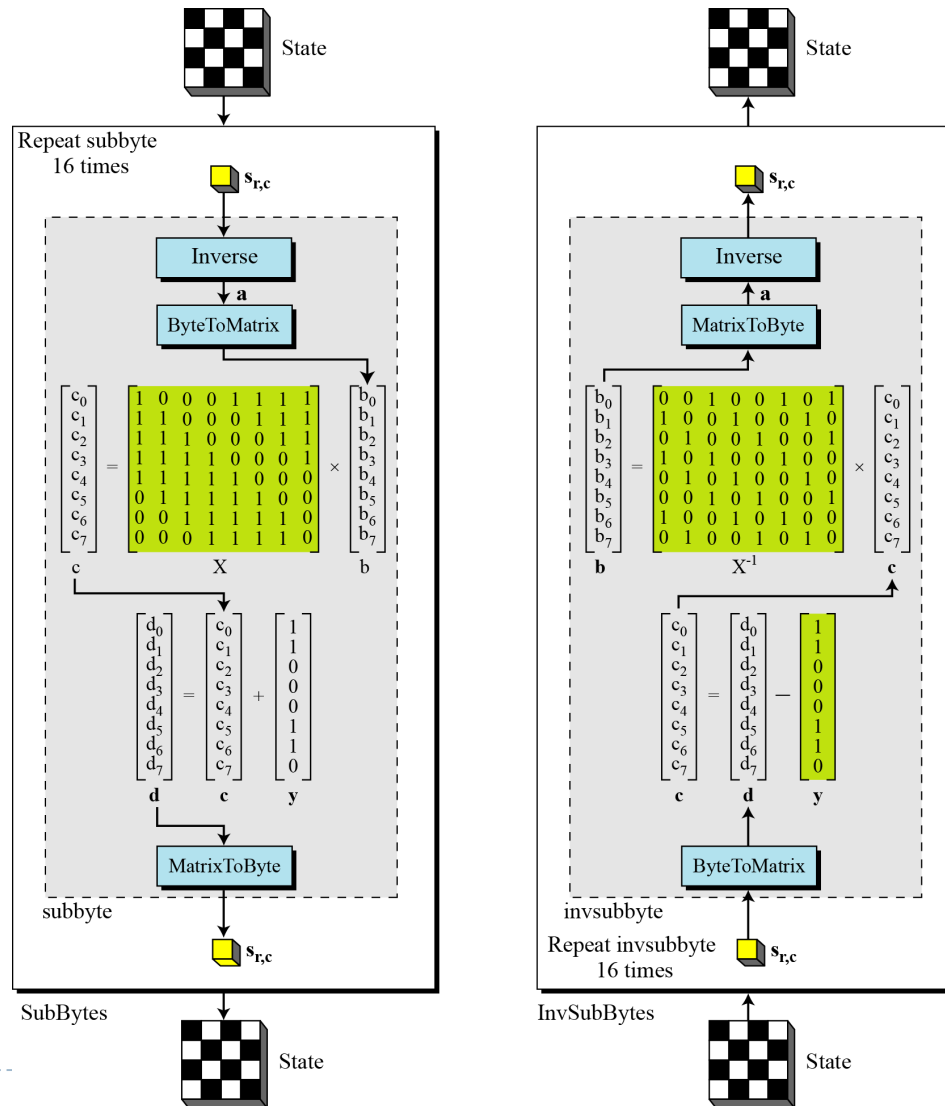 State
Repeat subbyte
16 times
s_r,c
Inverse
a
ByteToMatrix
c0 1 0 0 0 1 1 1 1 b0
c1 1 1 0 0 0 1 1 1 b1
c2 1 1 1 0 0 0 1 1 b2
c3 = 1 1 1 1 0 0 0 1 × b3
c4 1 1 1 1 1 0 0 0 b4
c5 0 1 1 1 1 1 0 0 b5
c6 0 0 1 1 1 1 1 0 b6
c7 0 0 0 1 1 1 1 0 b7
c X b
d0 c0 1
d1 c1 1
d2 c2 0
d3 = c3 + 0
d4 c4 0
d5 c5 1
d6 c6 1
d7 c7 0
d c y
MatrixToByte
subbyte
s_r,c
SubBytes
State
State
s_r,c
Inverse
a
MatrixToByte
b0 0 0 1 0 0 1 0 1 c0
b1 1 0 0 1 0 0 1 0 c1
b2 0 1 0 0 1 0 0 1 c2
b3 = 1 0 1 0 0 1 0 0 × c3
b4 0 1 0 1 0 0 1 0 c4
b5 0 0 1 0 1 0 0 1 c5
b6 1 0 0 1 0 1 0 0 c6
b7 0 1 0 0 1 0 1 0 c7
b X⁻¹ c
c0 d0 1
c1 d1 1
c2 d2 0
c3 = d3 — 0
c4 d4 0
c5 d5 1
c6 d6 1
c7 d7 0
c d y
ByteToMatrix
invsubbyte
Repeat invsubbyte
16 times
s_r,c
InvSubBytes
State